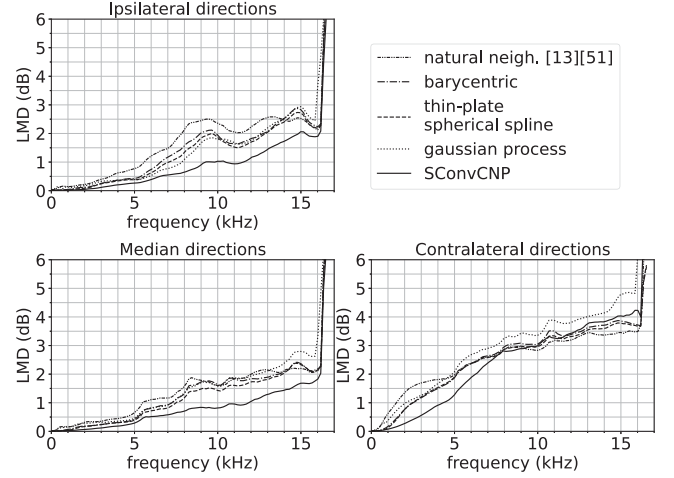 Ipsilateral directions
6
5
4
3
2
1
0
LMD (dB)
0 5 10 15
frequency (kHz)
natural neigh. [13][51]
barycentric
thin-plate
spherical spline
gaussian process
SConvCNP
Median directions
6
5
4
3
2
1
0
LMD (dB)
0 5 10 15
frequency (kHz)
Contralateral directions
6
5
4
3
2
1
0
LMD (dB)
0 5 10 15
frequency (kHz)